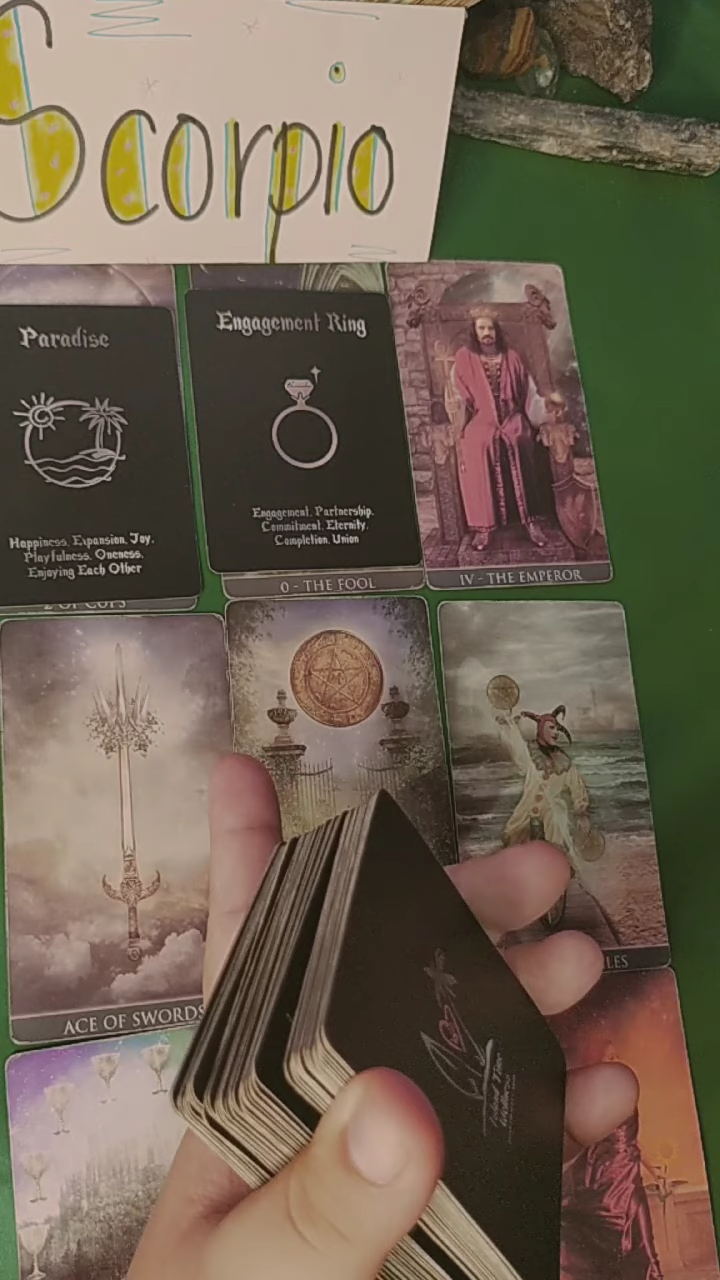 Scorpio
Paradise
Happiness, Expansion, Joy,
Playfulness, Oneness,
Enjoying Each Other
Engagement Ring
Engagement, Partnership,
Commitment, Eternity,
Completion, Union
2 OF CUPS
0 - THE FOOL
IV - THE EMPEROR
ACE OF SWORDS
LES